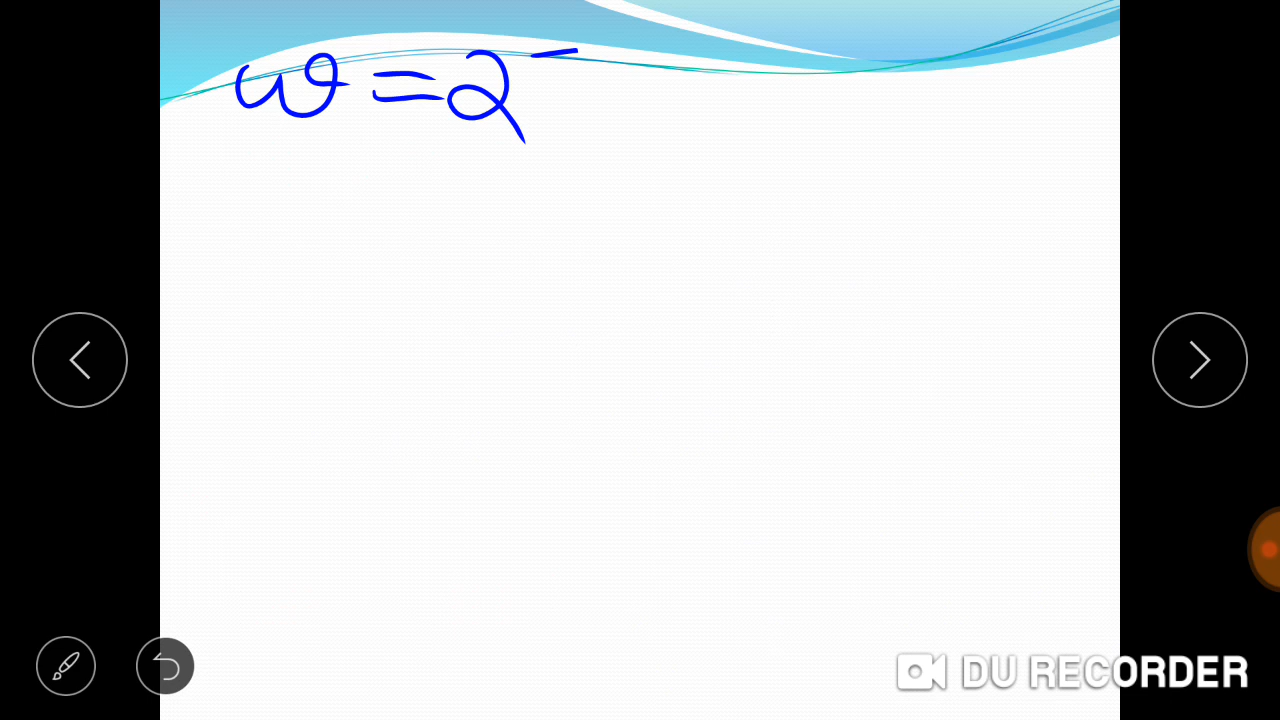 ω = 2⁻
DU RECORDER